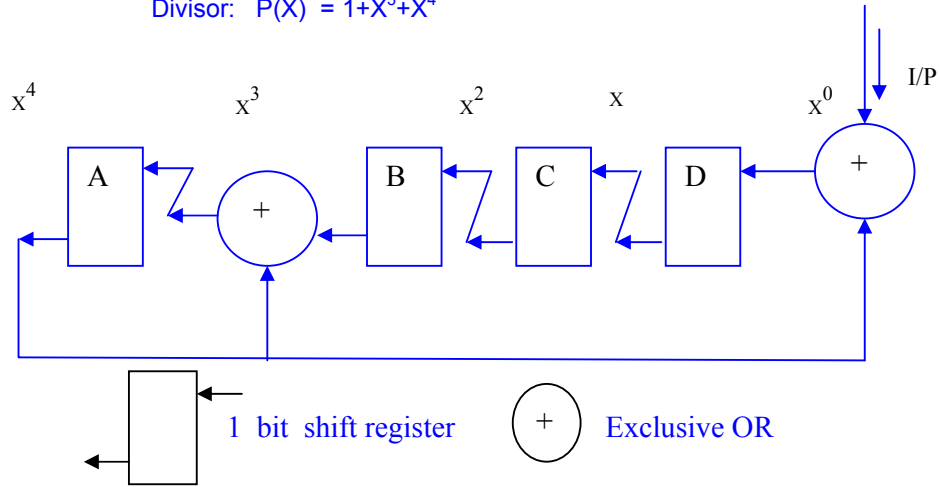 Divisor: P(X) = 1+X³+X⁴
I/P
X⁴ X³ X² X X⁰
A + B C D +
1 bit shift register + Exclusive OR